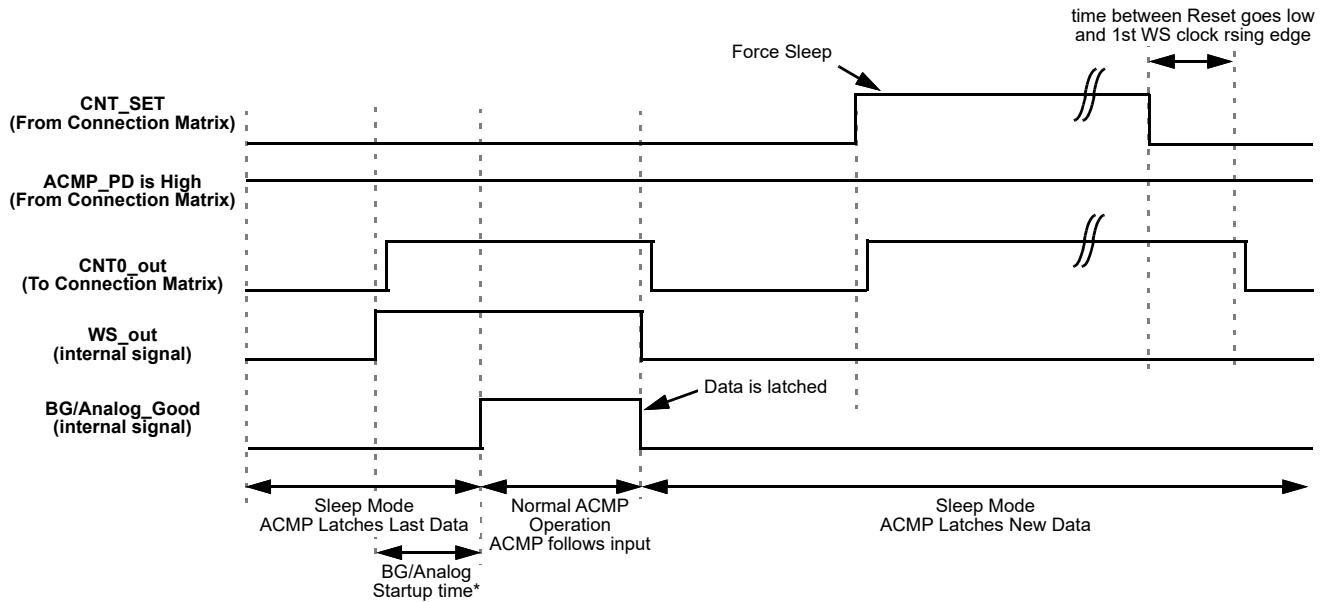 time between Reset goes low
and 1st WS clock rsing edge
Force Sleep
CNT_SET
(From Connection Matrix)
ACMP_PD is High
(From Connection Matrix)
CNT0_out
(To Connection Matrix)
WS_out
(internal signal)
Data is latched
BG/Analog_Good
(internal signal)
Sleep Mode
ACMP Latches Last Data
Normal ACMP
Operation
ACMP follows input
Sleep Mode
ACMP Latches New Data
BG/Analog
Startup time*